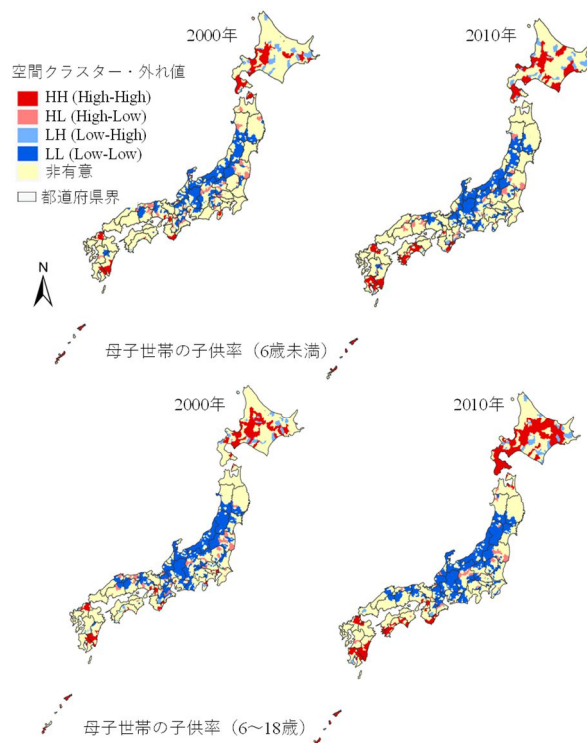 2000年
2010年
空間クラスター・外れ値
HH (High-High)
HL (High-Low)
LH (Low-High)
LL (Low-Low)
非有意
都道府県界
N
母子世帯の子供率（6歳未満）
2000年
2010年
母子世帯の子供率（6～18歳）